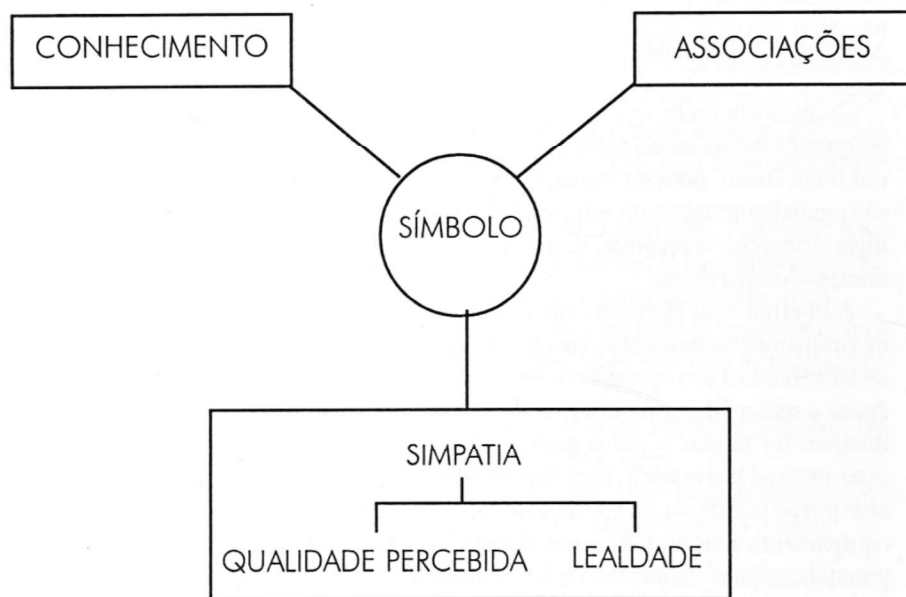 CONHECIMENTO
ASSOCIAÇÕES
SÍMBOLO
SIMPATIA
QUALIDADE PERCEBIDA
LEALDADE